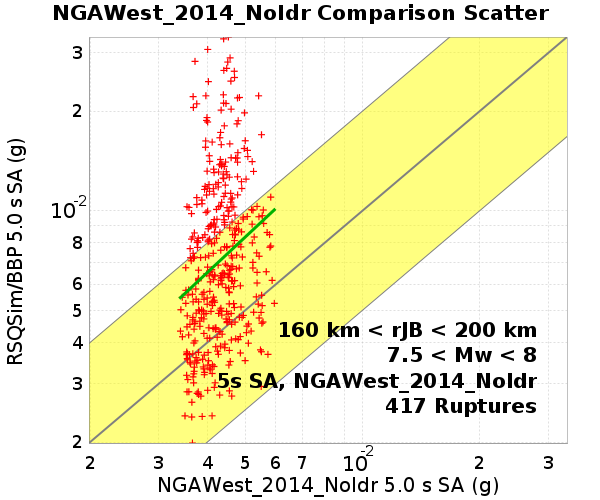 NGAWest_2014_NoIdr Comparison Scatter
RSQSim/BBP 5.0 s SA (g)
3
2
10-2
8
6
5
4
3
2
160 km < rJB < 200 km
7.5 < Mw < 8
5s SA, NGAWest_2014_NoIdr
417 Ruptures
2 3 4 5 6 7 10-2 2 3
NGAWest_2014_NoIdr 5.0 s SA (g)